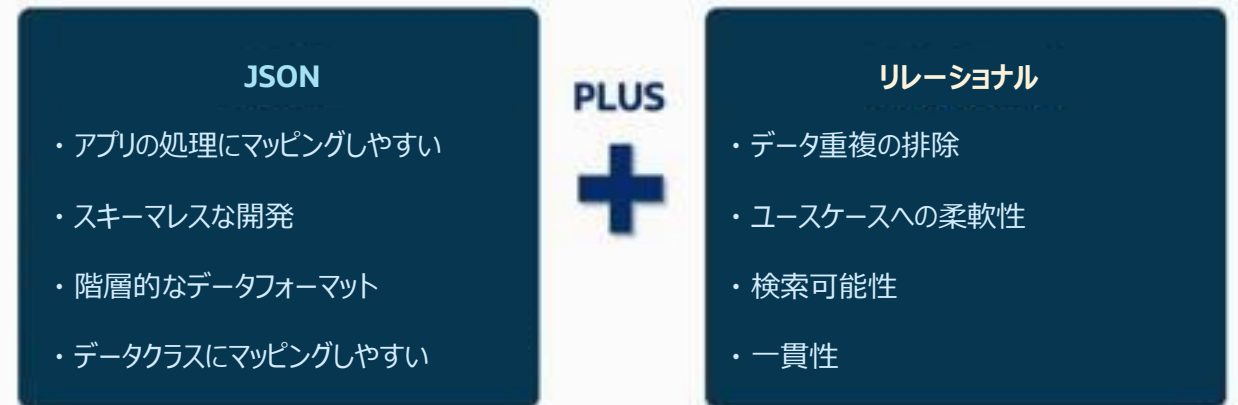 JSON
・アプリの処理にマッピングしやすい
・スキーマレスな開発
・階層的なデータフォーマット
・データクラスにマッピングしやすい
PLUS
リレーショナル
・データ重複の排除
・ユースケースへの柔軟性
・検索可能性
・一貫性